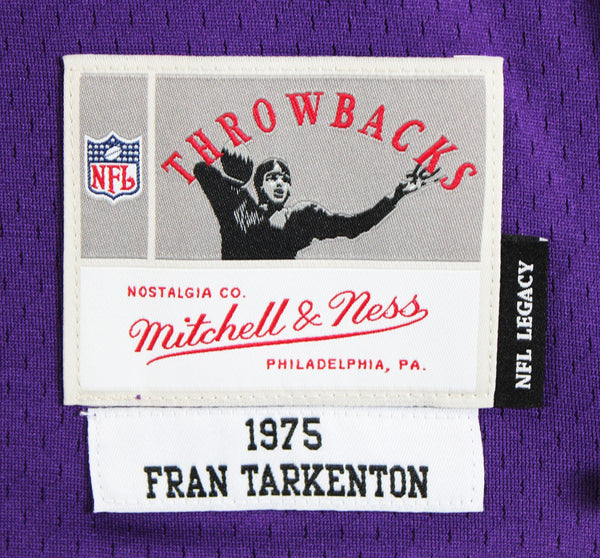 THROWBACKS
NFL
NOSTALGIA CO.
Mitchell & Ness
PHILADELPHIA, PA.
NFL LEGACY
1975
FRAN TARKENTON